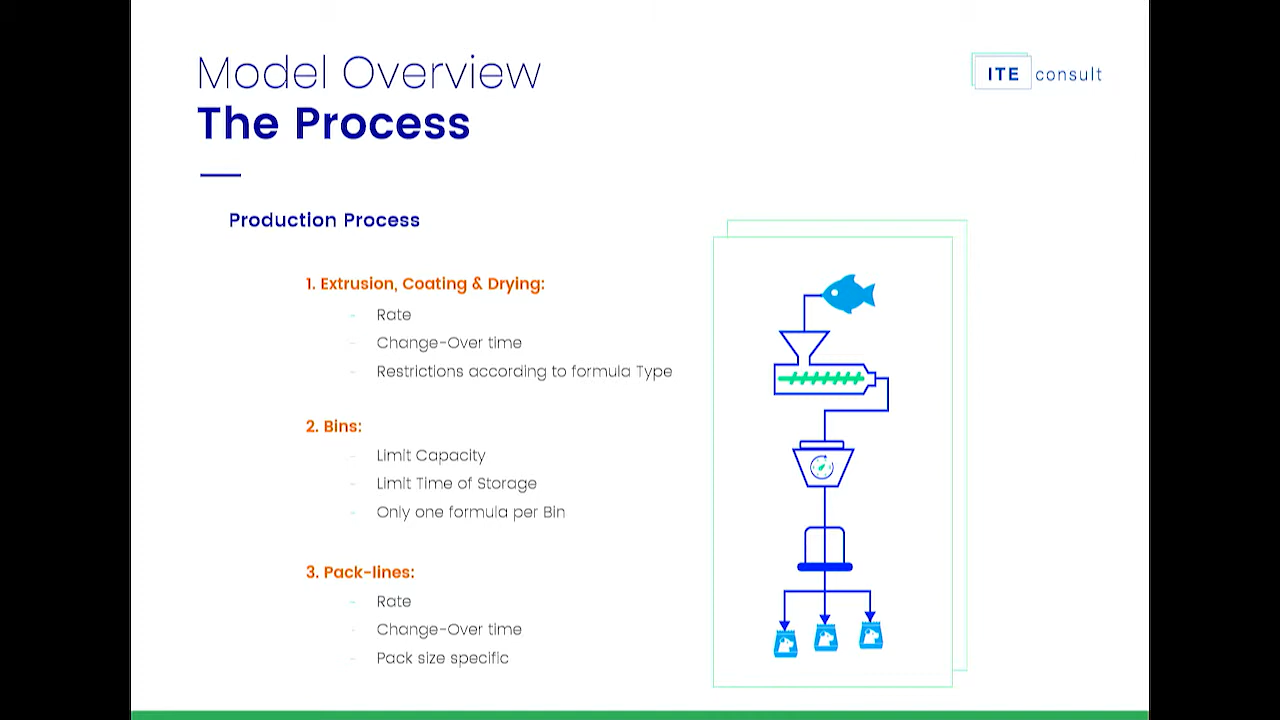 Model Overview
The Process
ITE consult
Production Process
1. Extrusion, Coating & Drying:
- Rate
- Change-Over time
- Restrictions according to formula Type
2. Bins:
- Limit Capacity
- Limit Time of Storage
- Only one formula per Bin
3. Pack-lines:
- Rate
- Change-Over time
- Pack size specific